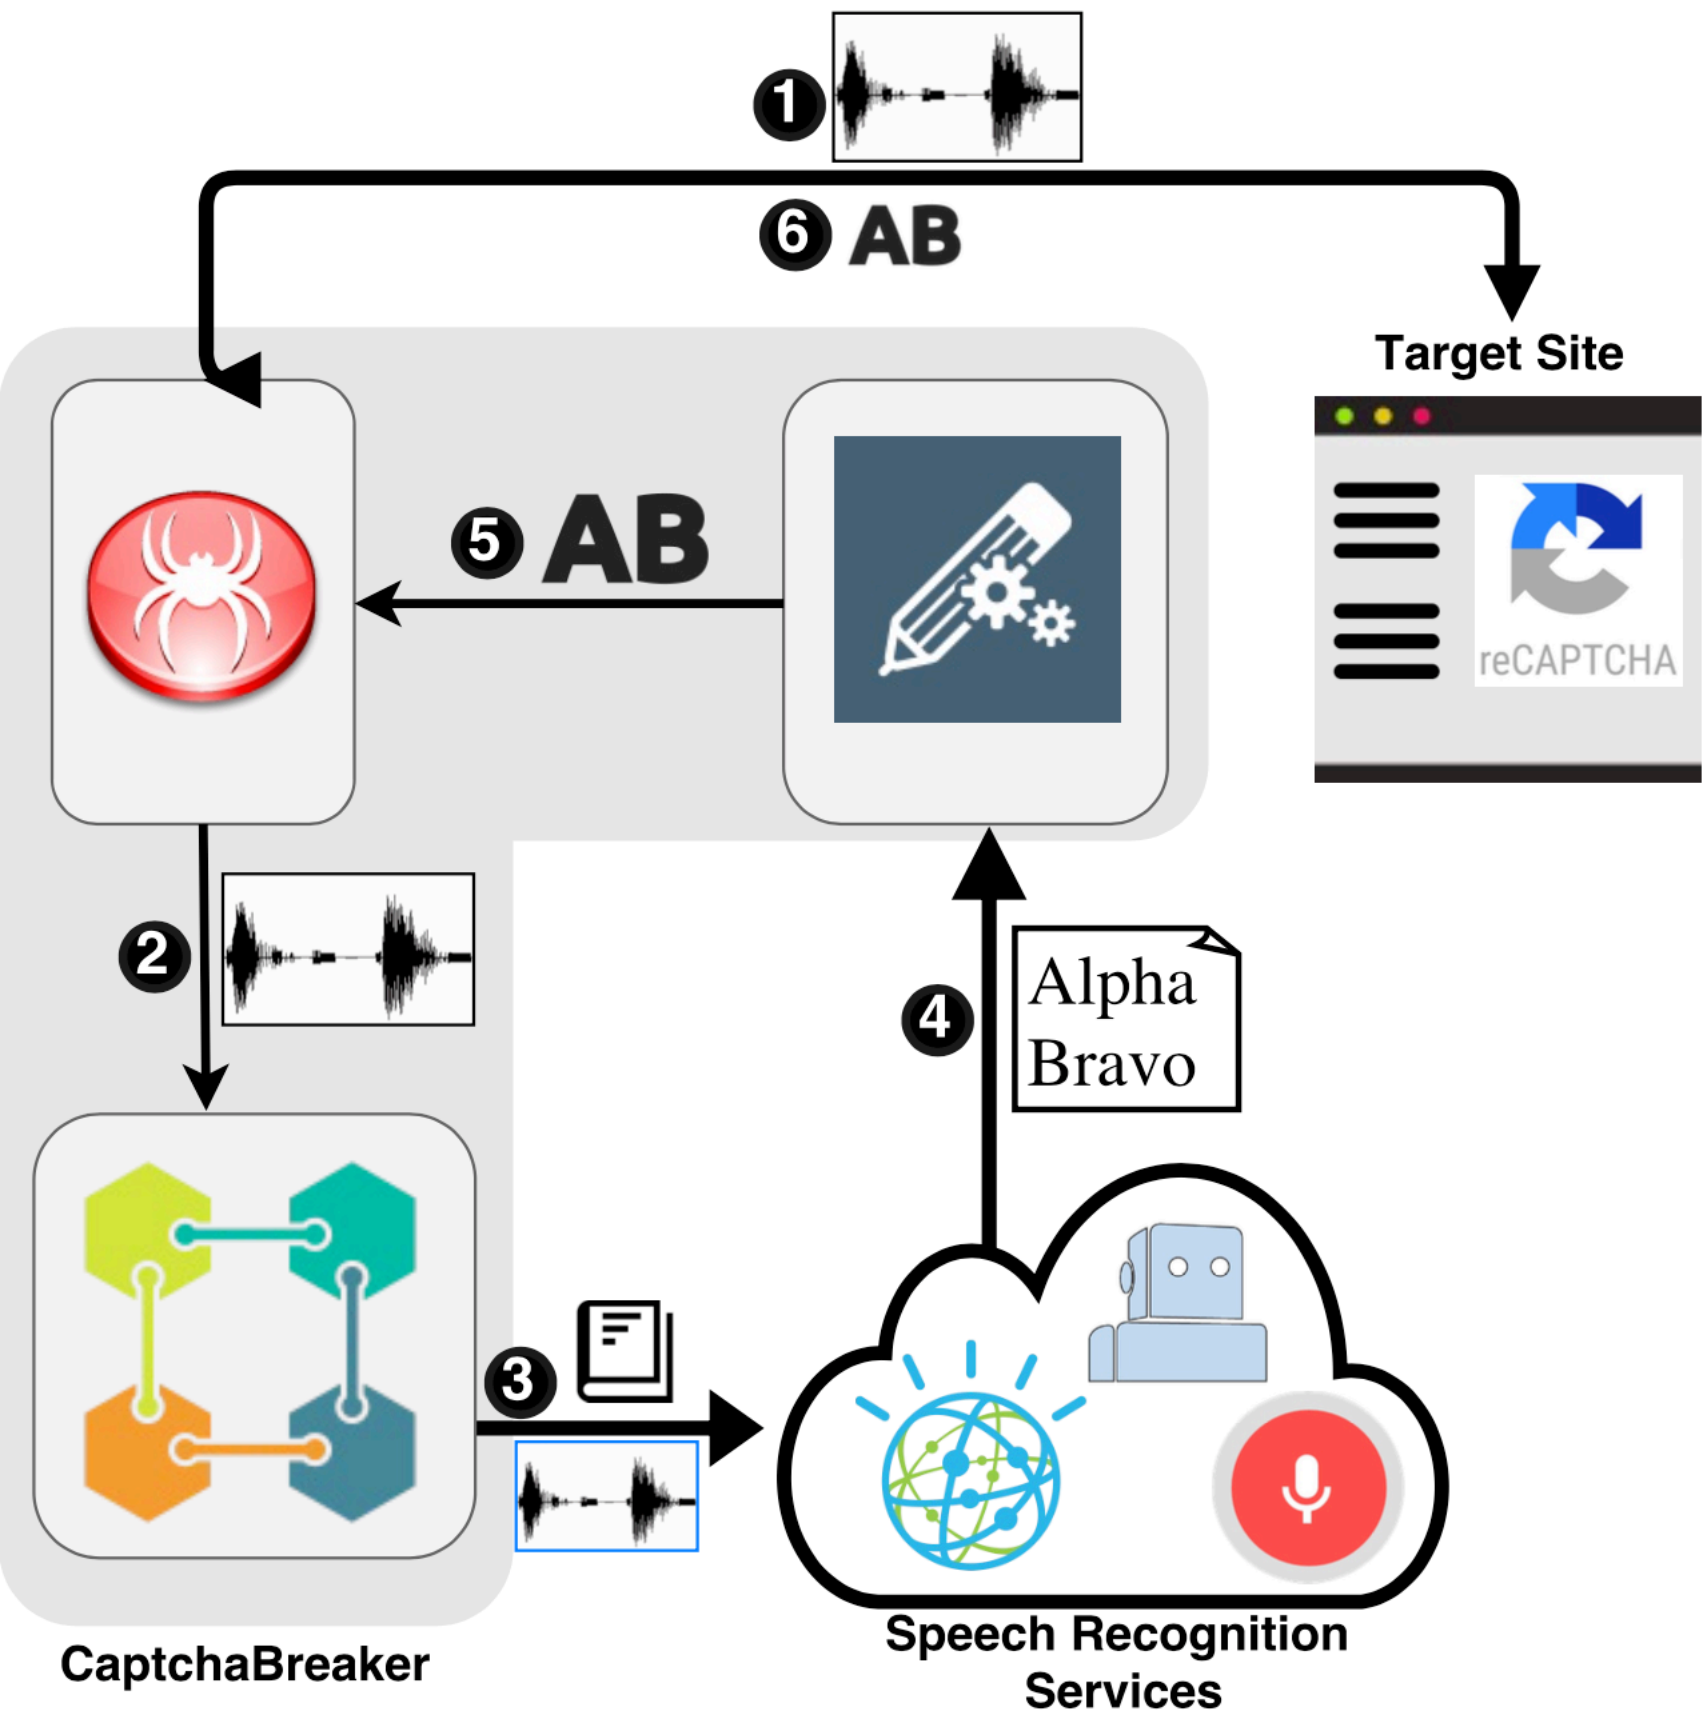 1
6 AB
Target Site
reCAPTCHA
5 AB
2
4
Alpha
Bravo
3
CaptchaBreaker
Speech Recognition
Services